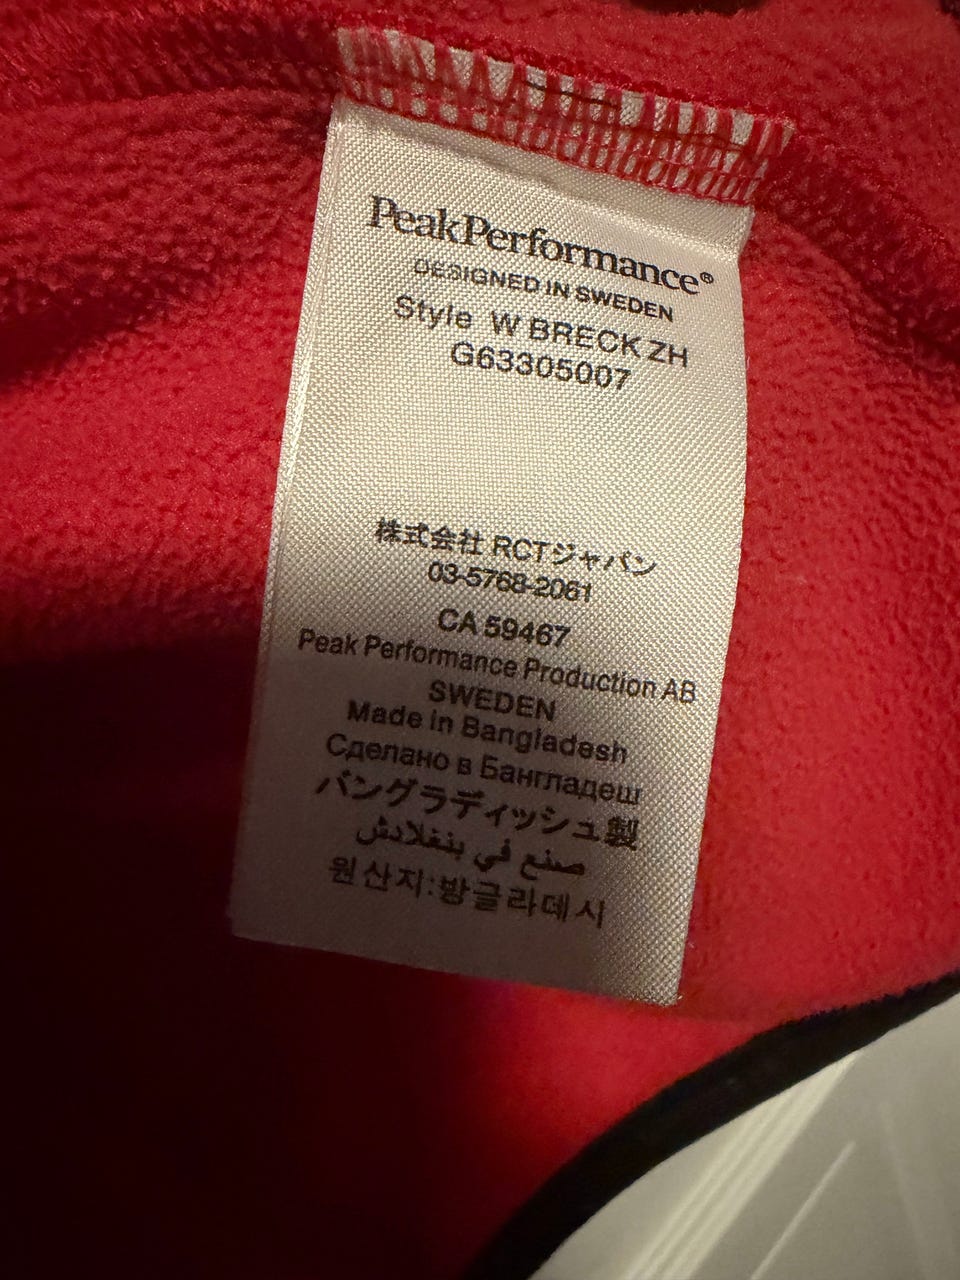 PeakPerformance®
DESIGNED IN SWEDEN
Style W BRECK ZH
G63305007
株式会社 RCTジャパン
03-5768-2061
CA 59467
Peak Performance Production AB
SWEDEN
Made in Bangladesh
Сделано в Бангладеш
バングラディッシュ製
صنع في بنغلادش
원산지:방글라데시